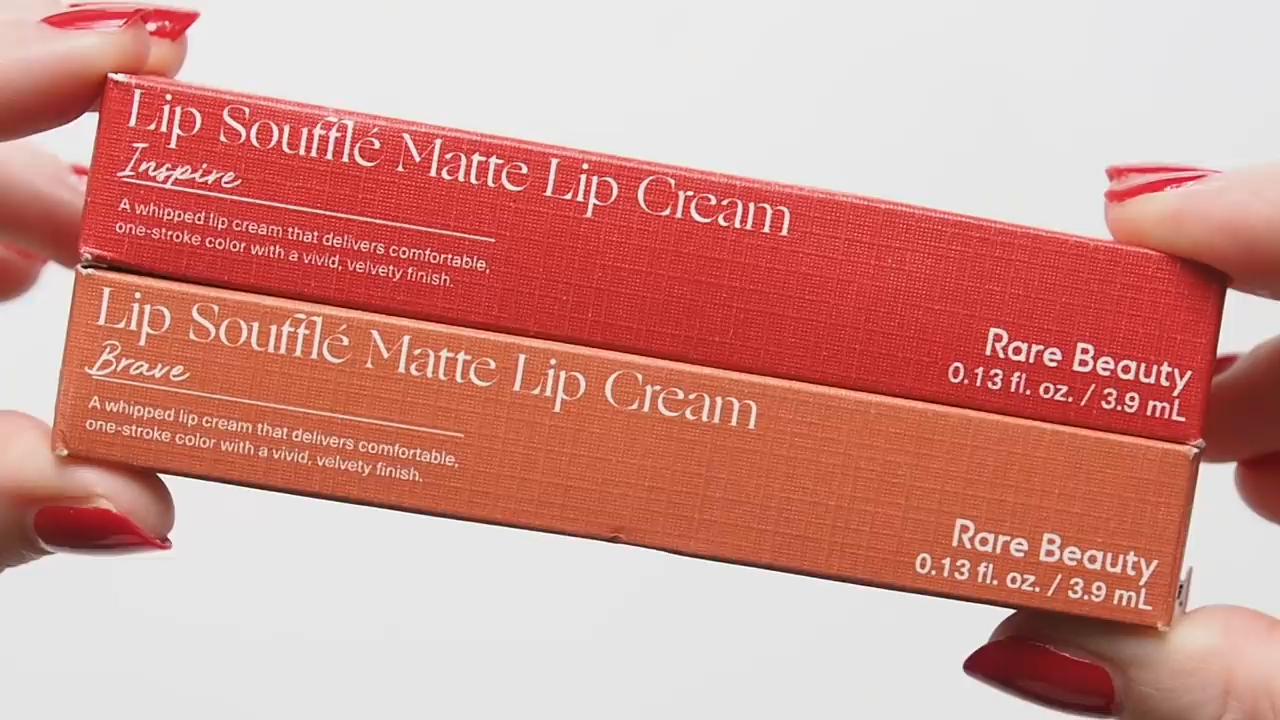 Lip Soufflé Matte Lip Cream
Inspire
A whipped lip cream that delivers comfortable,
one-stroke color with a vivid, velvety finish.
Rare Beauty
0.13 fl. oz. / 3.9 mL
Lip Soufflé Matte Lip Cream
Brave
A whipped lip cream that delivers comfortable,
one-stroke color with a vivid, velvety finish.
Rare Beauty
0.13 fl. oz. / 3.9 mL